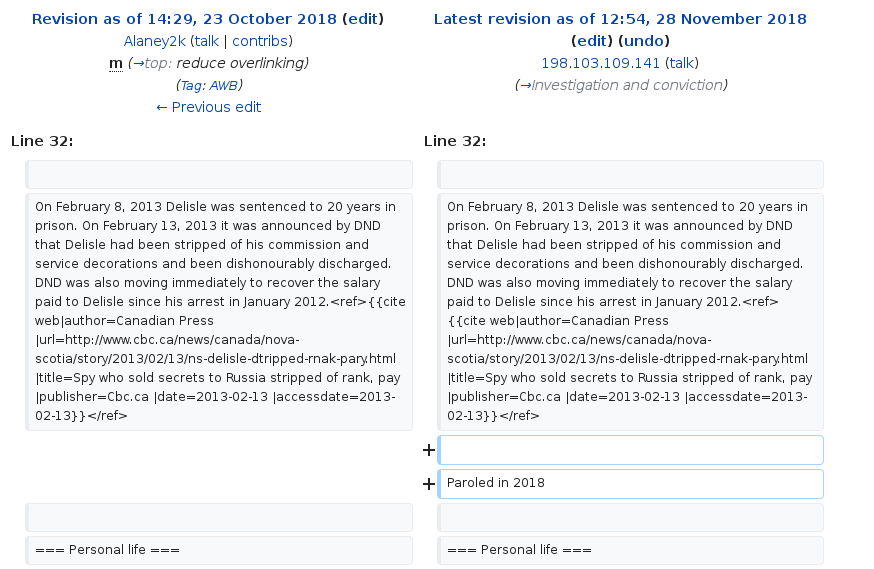 Revision as of 14:29, 23 October 2018 (edit)
Alaney2k (talk | contribs)
m (→top: reduce overlinking)
(Tag: AWB)
← Previous edit
Latest revision as of 12:54, 28 November 2018
(edit) (undo)
198.103.109.141 (talk)
(→Investigation and conviction)
Line 32:
Line 32:
On February 8, 2013 Delisle was sentenced to 20 years in
prison. On February 13, 2013 it was announced by DND
that Delisle had been stripped of his commission and
service decorations and been dishonourably discharged.
DND was also moving immediately to recover the salary
paid to Delisle since his arrest in January 2012.<ref>{{cite
web|author=Canadian Press
|url=http://www.cbc.ca/news/canada/nova-
scotia/story/2013/02/13/ns-delisle-dtripped-rnak-pary.html
|title=Spy who sold secrets to Russia stripped of rank, pay
|publisher=Cbc.ca |date=2013-02-13 |accessdate=2013-
02-13}}</ref>
On February 8, 2013 Delisle was sentenced to 20 years in
prison. On February 13, 2013 it was announced by DND
that Delisle had been stripped of his commission and
service decorations and been dishonourably discharged.
DND was also moving immediately to recover the salary
paid to Delisle since his arrest in January 2012.<ref>
{{cite web|author=Canadian Press
|url=http://www.cbc.ca/news/canada/nova-
scotia/story/2013/02/13/ns-delisle-dtripped-rnak-pary.html
|title=Spy who sold secrets to Russia stripped of rank, pay
|publisher=Cbc.ca |date=2013-02-13 |accessdate=2013-
02-13}}</ref>
+
+ Paroled in 2018
=== Personal life ===
=== Personal life ===